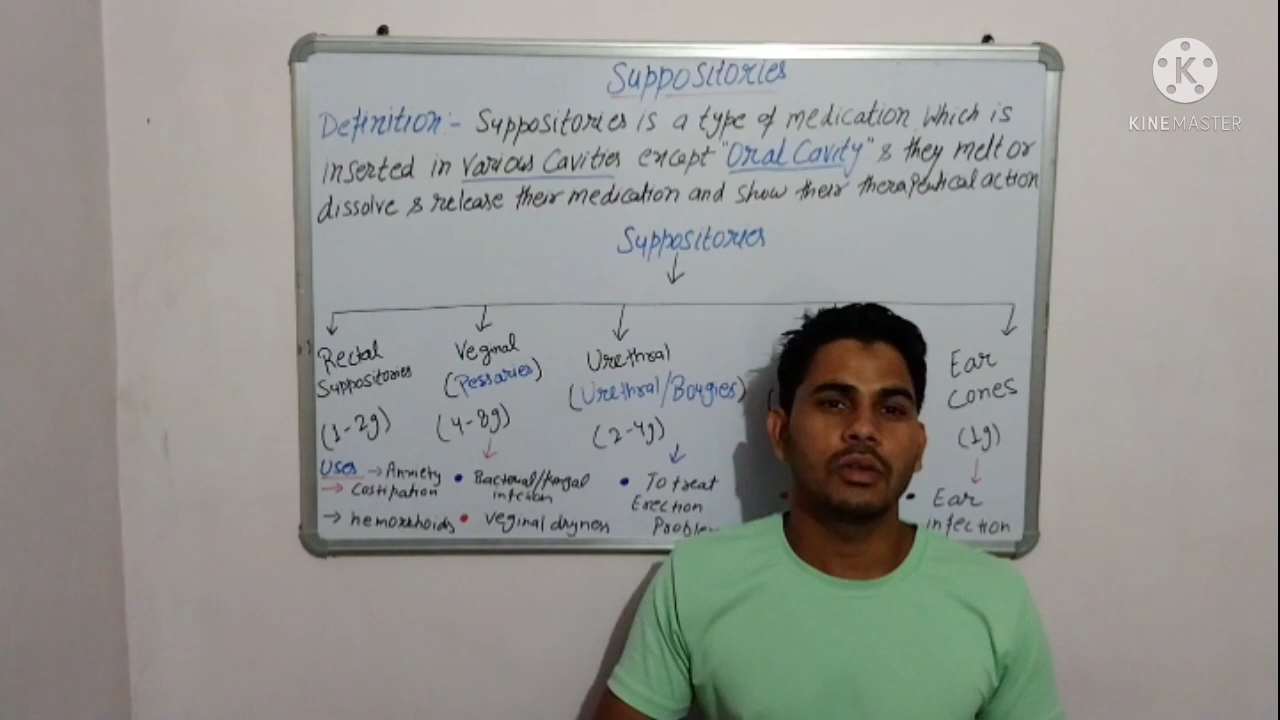 Suppositories
Definition:- Suppositories is a type of medication which is
inserted in various Cavities except "Oral Cavity" & they melt or
dissolve & release their medication and show their therapeutical action
Suppositories
Rectal
Suppositories
(1-2g)
Uses → Anxiety
→ Costipation
→ hemorrhoids
Veginal
(Pessaries)
(4-8g)
• Bacterial/fungal
infection
• veginal dryness
Urethral
(Urethral/Bougies)
(2-4g)
• To treat
Erection
Problem
(
Ear
Cones
(1g)
• Ear
infection
KINEMASTER